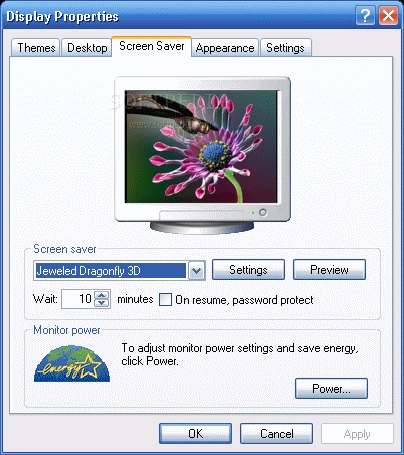 Display Properties
Themes Desktop Screen Saver Appearance Settings
Screen saver
Jeweled Dragonfly 3D Settings Preview
Wait: 10 minutes On resume, password protect
Monitor power
energy
To adjust monitor power settings and save energy,
click Power.
Power...
OK Cancel Apply